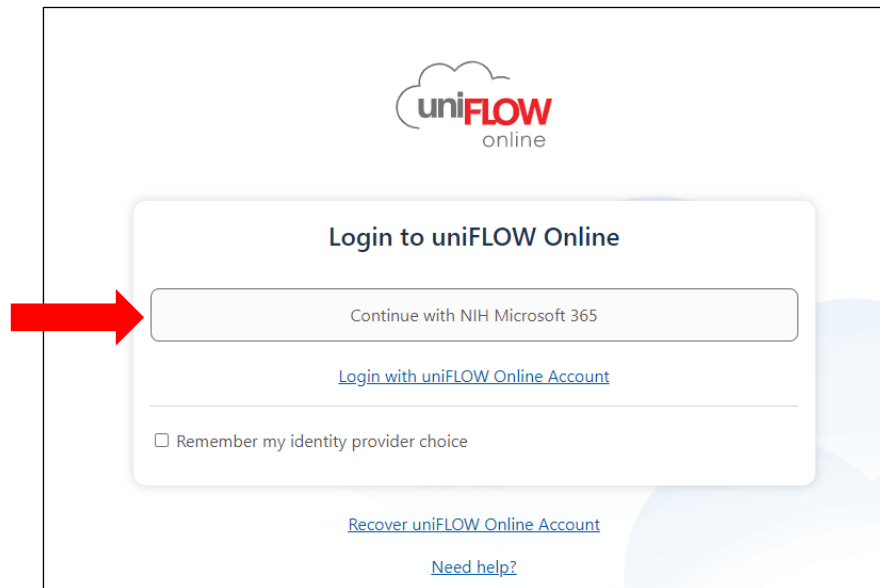 uniFLOW
online
Login to uniFLOW Online
Continue with NIH Microsoft 365
Login with uniFLOW Online Account
Remember my identity provider choice
Recover uniFLOW Online Account
Need help?